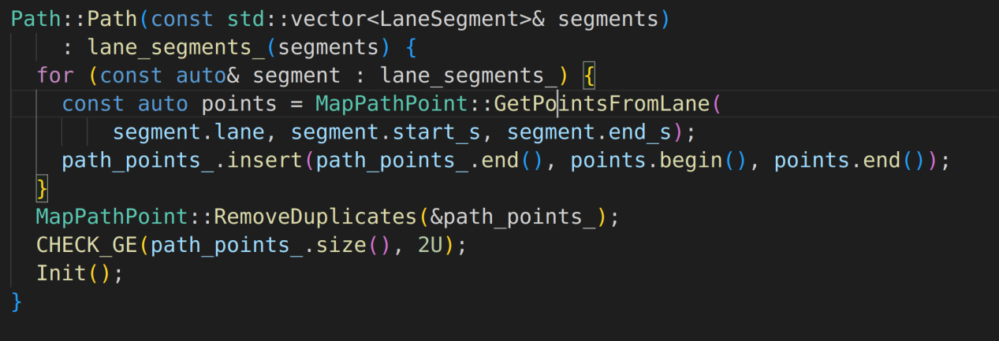 Path::Path(const std::vector<LaneSegment>& segments)
    : lane_segments_(segments) {
  for (const auto& segment : lane_segments_) {
    const auto points = MapPathPoint::GetPointsFromLane(
        segment.lane, segment.start_s, segment.end_s);
    path_points_.insert(path_points_.end(), points.begin(), points.end());
  }
  MapPathPoint::RemoveDuplicates(&path_points_);
  CHECK_GE(path_points_.size(), 2U);
  Init();
}